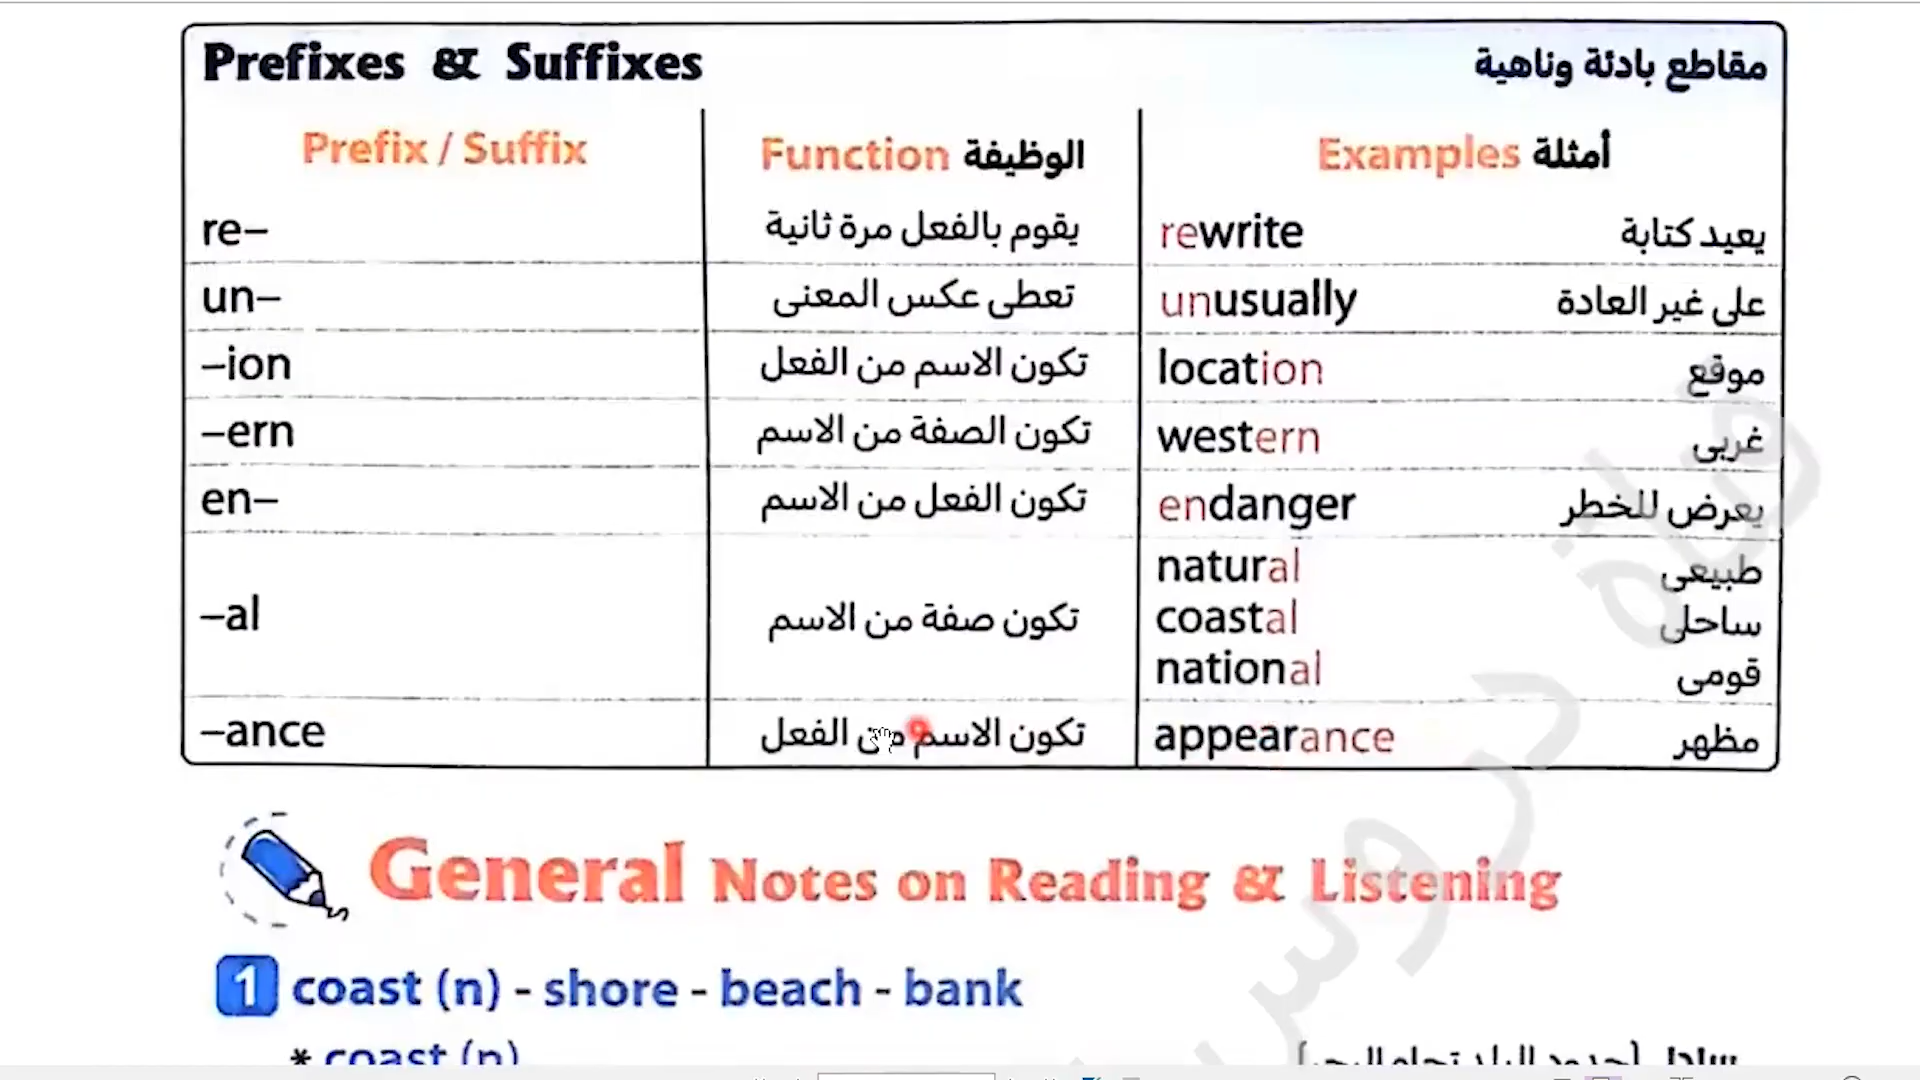 Prefixes & Suffixes مقاطع بادئة وناهية
Prefix / Suffix Function الوظيفة Examples أمثلة
re– يقوم بالفعل مرة ثانية rewrite يعيد كتابة
un– تعطى عكس المعنى unusually على غير العادة
–ion تكون الاسم من الفعل location موقع
–ern تكون الصفة من الاسم western غربى
en– تكون الفعل من الاسم endanger يعرض للخطر
natural طبيعى
–al تكون صفة من الاسم coastal ساحلى
national قومى
–ance تكون الاسم من الفعل appearance مظهر
General Notes on Reading & Listening
1 coast (n) - shore - beach - bank
* coast (n)